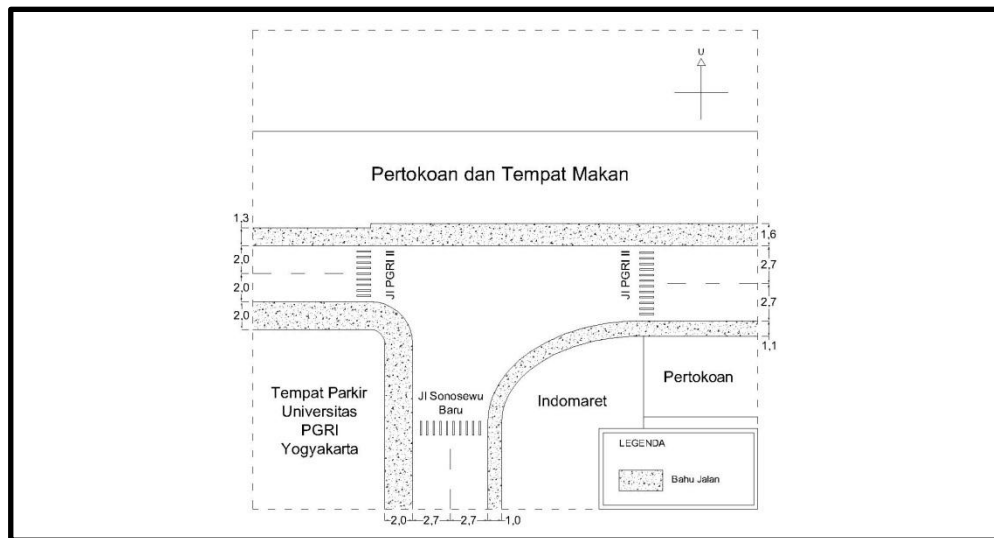 U
Pertokoan dan Tempat Makan
1,3
2,0
2,0
2,0
Jl PGRI II
Jl PGRI II
1,6
2,7
2,7
1,1
Tempat Parkir
Universitas
PGRI
Yogyakarta
Jl Sonosewu
Baru
Indomaret
Pertokoan
LEGENDA
Bahu Jalan
2,0
2,7
2,7
1,0